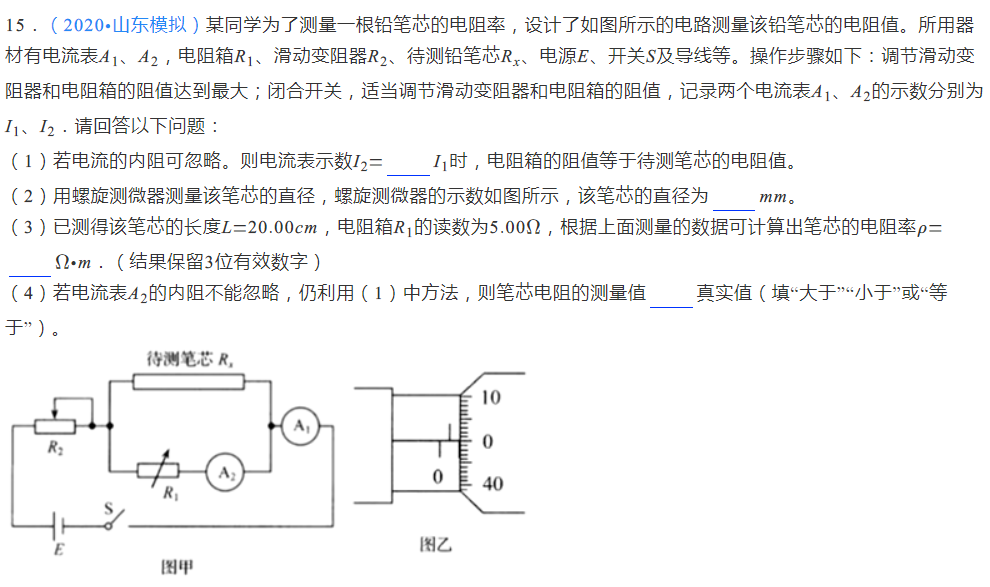 15．（2020•山东模拟）某同学为了测量一根铅笔芯的电阻率，设计了如图所示的电路测量该铅笔芯的电阻值。所用器
材有电流表A₁、A₂，电阻箱R₁、滑动变阻器R₂、待测铅笔芯Rₓ、电源E、开关S及导线等。操作步骤如下：调节滑动变
阻器和电阻箱的阻值达到最大；闭合开关，适当调节滑动变阻器和电阻箱的阻值，记录两个电流表A₁、A₂的示数分别为
I₁、I₂．请回答以下问题：
（1）若电流的内阻可忽略。则电流表示数I₂=____I₁时，电阻箱的阻值等于待测笔芯的电阻值。
（2）用螺旋测微器测量该笔芯的直径，螺旋测微器的示数如图所示，该笔芯的直径为____mm。
（3）已测得该笔芯的长度L=20.00cm，电阻箱R₁的读数为5.00Ω，根据上面测量的数据可计算出笔芯的电阻率ρ=
____Ω•m．（结果保留3位有效数字）
（4）若电流表A₂的内阻不能忽略，仍利用（1）中方法，则笔芯电阻的测量值____真实值（填“大于”“小于”或“等
于”）。
待测笔芯 Rₓ
R₂
A₁
R₁
A₂
S
E
图甲
10
0
0
40
图乙